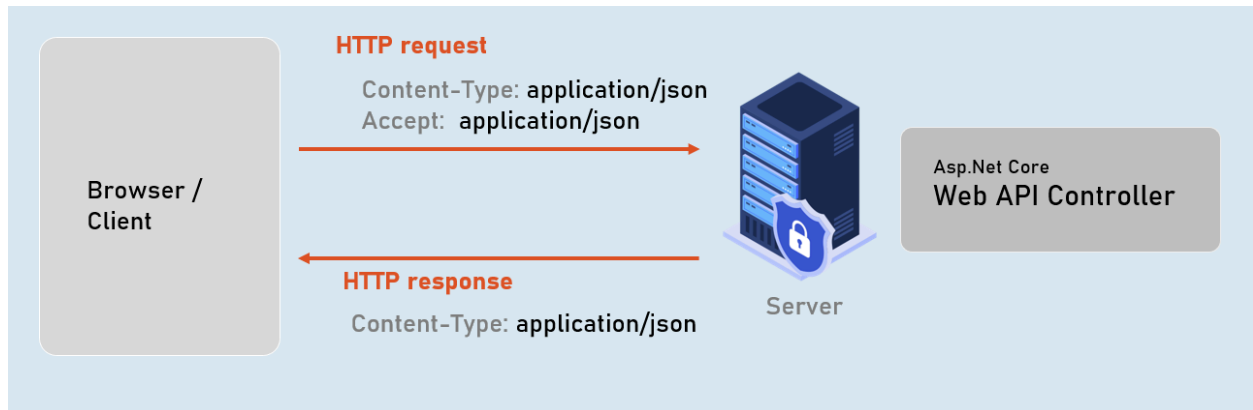 HTTP request
Content-Type: application/json
Accept: application/json
Browser /
Client
Asp.Net Core
Web API Controller
HTTP response
Content-Type: application/json
Server